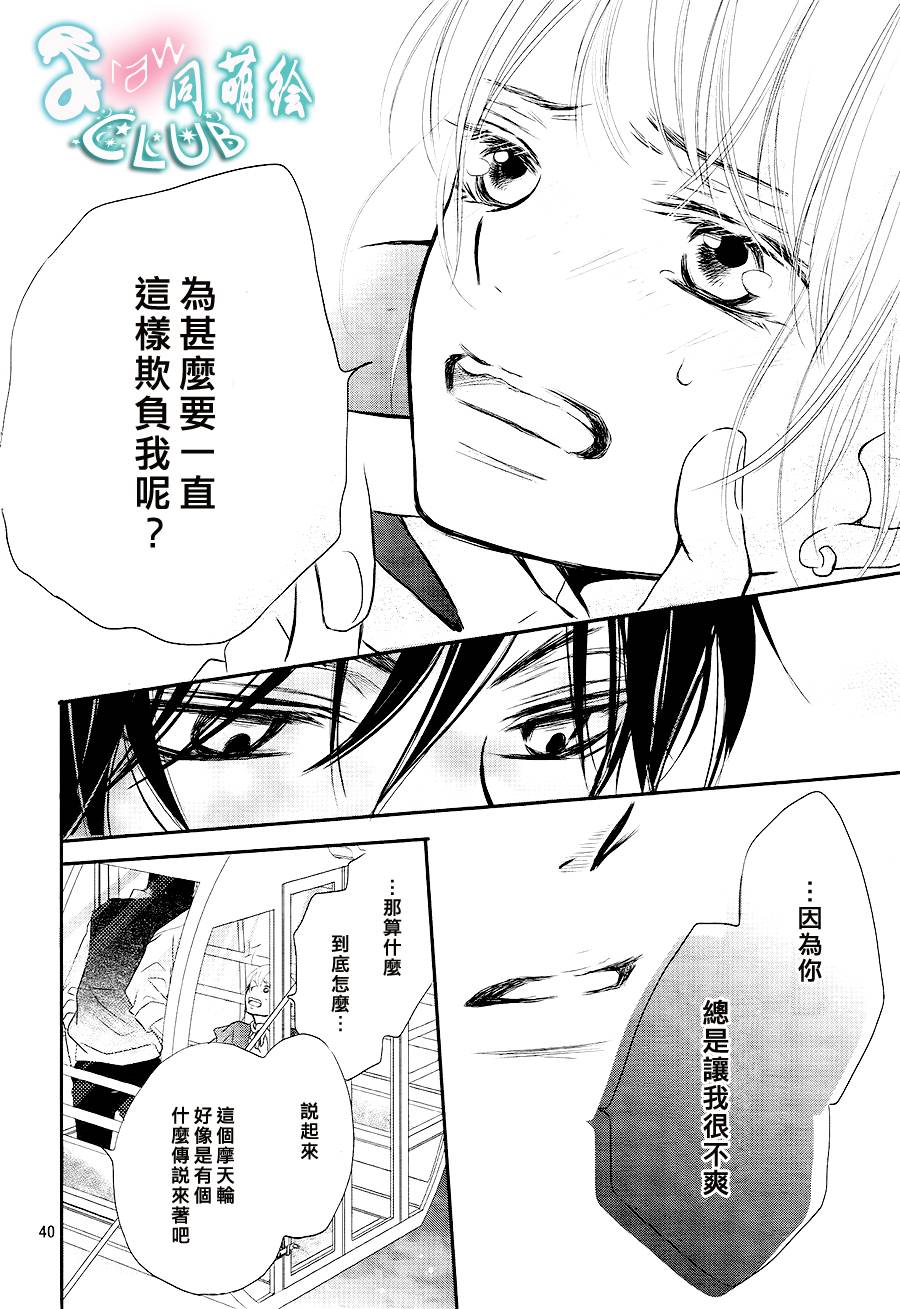 raw
同萌绘
CLUB
為甚麼要一直
這樣欺負我呢？
…因為你
總是讓我很不爽
…那算什麼
到底怎麼…
説起來
這個摩天輪
好像是有個
什麼傳説來著吧
40